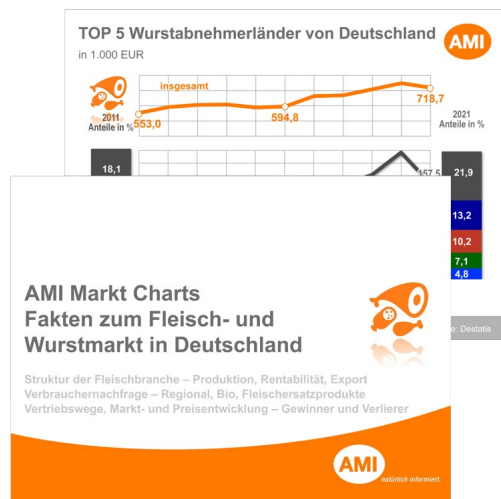 TOP 5 Wurstabnehmerländer von Deutschland
AMI
in 1.000 EUR
insgesamt
2011
Anteile in %
553,0
594,8
718,7
2021
Anteile in %
18,1
157,5
21,9
13,2
10,2
7,1
4,8
e: Destatis
AMI Markt Charts
Fakten zum Fleisch- und
Wurstmarkt in Deutschland
Struktur der Fleischbranche – Produktion, Rentabilität, Export
Verbrauchernachfrage – Regional, Bio, Fleischersatzprodukte
Vertriebswege, Markt- und Preisentwicklung – Gewinner und Verlierer
AMI
natürlich informiert.